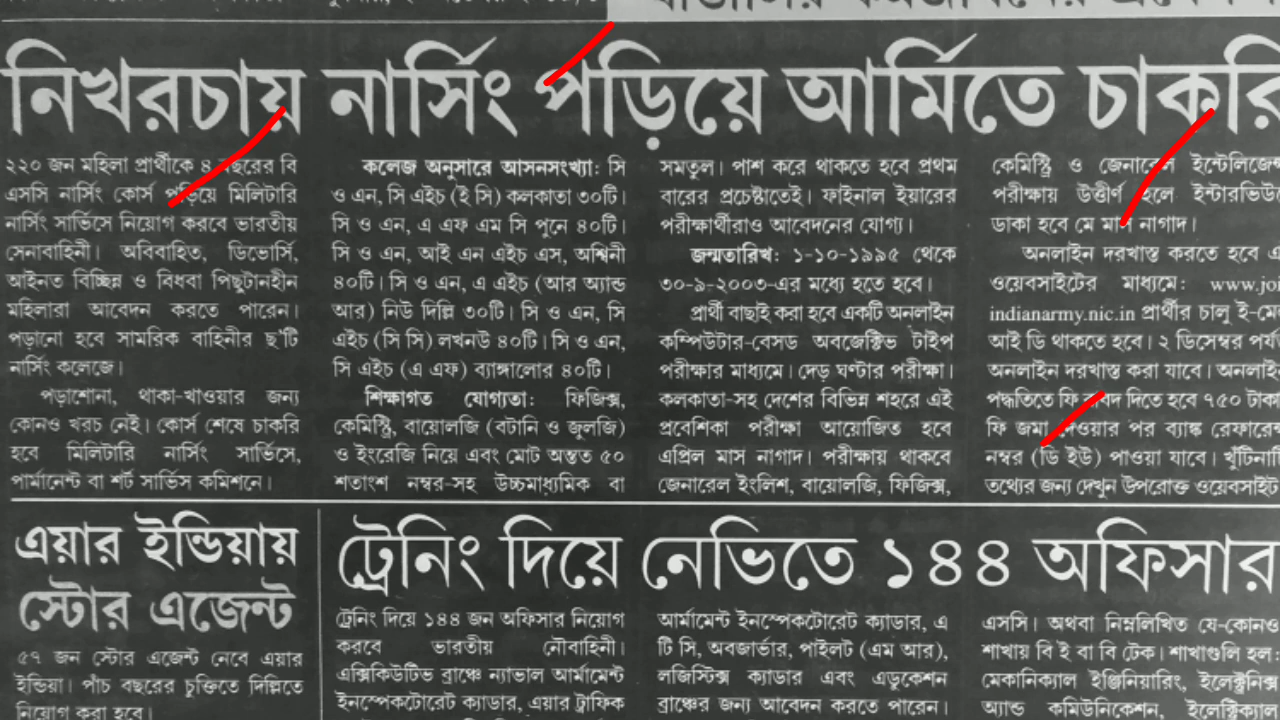 নিখরচায় নার্সিং পড়িয়ে আর্মিতে চাকরি
২২০ জন মহিলা প্রার্থীকে ৪ বছরের বি
এসসি নার্সিং কোর্স পড়িয়ে মিলিটারি
নার্সিং সার্ভিসে নিয়োগ করবে ভারতীয়
সেনাবাহিনী। অবিবাহিত, ডিভোর্সি,
আইনত বিচ্ছিন্ন ও বিধবা পিছুটানহীন
মহিলারা আবেদন করতে পারেন।
পড়ানো হবে সামরিক বাহিনীর ছ'টি
নার্সিং কলেজে।
পড়াশোনা, থাকা-খাওয়ার জন্য
কোনও খরচ নেই। কোর্স শেষে চাকরি
হবে মিলিটারি নার্সিং সার্ভিসে,
পার্মানেন্ট বা শর্ট সার্ভিস কমিশনে।
কলেজ অনুসারে আসনসংখ্যা: সি
ও এন, সি এইচ (ই সি) কলকাতা ৩০টি।
সি ও এন, এ এফ এম সি পুনে ৪০টি।
সি ও এন, আই এন এইচ এস, অশ্বিনী
৪০টি। সি ও এন, এ এইচ (আর অ্যান্ড
আর) নিউ দিল্লি ৩০টি। সি ও এন, সি
এইচ (সি সি) লখনউ ৪০টি। সি ও এন,
সি এইচ (এ এফ) ব্যাঙ্গালোর ৪০টি।
শিক্ষাগত যোগ্যতা: ফিজিক্স,
কেমিস্ট্রি, বায়োলজি (বটানি ও জুলজি)
ও ইংরেজি নিয়ে এবং মোট অন্তত ৫০
শতাংশ নম্বর-সহ উচ্চমাধ্যমিক বা
সমতুল। পাশ করে থাকতে হবে প্রথম
বারের প্রচেষ্টাতেই। ফাইনাল ইয়ারের
পরীক্ষার্থীরাও আবেদনের যোগ্য।
জন্মতারিখ: ১-১০-১৯৯৫ থেকে
৩০-৯-২০০৩-এর মধ্যে হতে হবে।
প্রার্থী বাছাই করা হবে একটি অনলাইন
কম্পিউটার-বেসড অবজেক্টিভ টাইপ
পরীক্ষার মাধ্যমে। দেড় ঘণ্টার পরীক্ষা।
কলকাতা-সহ দেশের বিভিন্ন শহরে এই
প্রবেশিকা পরীক্ষা আয়োজিত হবে
এপ্রিল মাস নাগাদ। পরীক্ষায় থাকবে
জেনারেল ইংলিশ, বায়োলজি, ফিজিক্স,
কেমিস্ট্রি ও জেনারেল ইন্টেলিজেন্স
পরীক্ষায় উত্তীর্ণ হলে ইন্টারভিউ
ডাকা হবে মে মাস নাগাদ।
অনলাইন দরখাস্ত করতে হবে এ
ওয়েবসাইটের মাধ্যমে: www.joi
indianarmy.nic.in প্রার্থীর চালু ই-মে
আই ডি থাকতে হবে। ২ ডিসেম্বর পর্য
অনলাইন দরখাস্ত করা যাবে। অনলাই
পদ্ধতিতে ফি বাবদ দিতে হবে ৭৫০ টাকা
ফি জমা দেওয়ার পর ব্যাঙ্ক রেফারে
নম্বর (ডি ইউ) পাওয়া যাবে। খুঁটিনাটি
তথ্যের জন্য দেখুন উপরোক্ত ওয়েবসাইট
এয়ার ইন্ডিয়ায়
স্টোর এজেন্ট
৫৭ জন স্টোর এজেন্ট নেবে এয়ার
ইন্ডিয়া। পাঁচ বছরের চুক্তিতে দিল্লিতে
নিয়োগ করা হবে।
ট্রেনিং দিয়ে নেভিতে ১৪৪ অফিসার
ট্রেনিং দিয়ে ১৪৪ জন অফিসার নিয়োগ
করবে ভারতীয় নৌবাহিনী।
এক্সিকিউটিভ ব্রাঞ্চে ন্যাভাল আর্মামেন্ট
ইনস্পেকটোরেট ক্যাডার, এয়ার ট্রাফিক
আর্মামেন্ট ইনস্পেকটোরেট ক্যাডার, এ
টি সি, অবজার্ভার, পাইলট (এম আর),
লজিস্টিক্স ক্যাডার এবং এডুকেশন
ব্রাঞ্চের জন্য আবেদন করতে পারেন।
এসসি। অথবা নিম্নলিখিত যে-কোনও
শাখায় বি ই বা বি টেক। শাখাগুলি হল:
মেকানিক্যাল ইঞ্জিনিয়ারিং, ইলেক্ট্রনিক্স
অ্যান্ড কমিউনিকেশন, ইলেক্ট্রিক্যাল